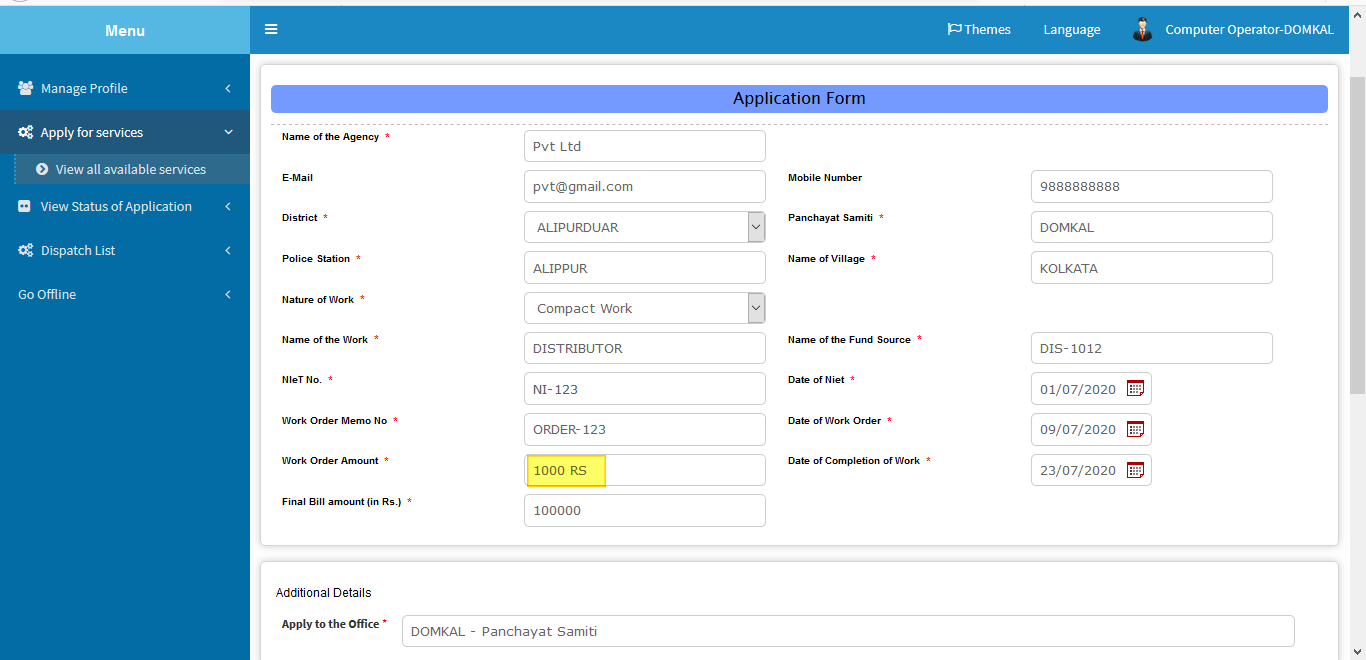 Menu
Themes Language Computer Operator-DOMKAL
Manage Profile
Apply for services
View all available services
View Status of Application
Dispatch List
Go Offline
Application Form
Name of the Agency * Pvt Ltd
E-Mail pvt@gmail.com Mobile Number 9888888888
District * ALIPURDUAR Panchayat Samiti * DOMKAL
Police Station * ALIPPUR Name of Village * KOLKATA
Nature of Work * Compact Work
Name of the Work * DISTRIBUTOR Name of the Fund Source * DIS-1012
NIeT No. * NI-123 Date of Niet * 01/07/2020
Work Order Memo No * ORDER-123 Date of Work Order * 09/07/2020
Work Order Amount * 1000 RS Date of Completion of Work * 23/07/2020
Final Bill amount (in Rs.) * 100000
Additional Details
Apply to the Office * DOMKAL - Panchayat Samiti